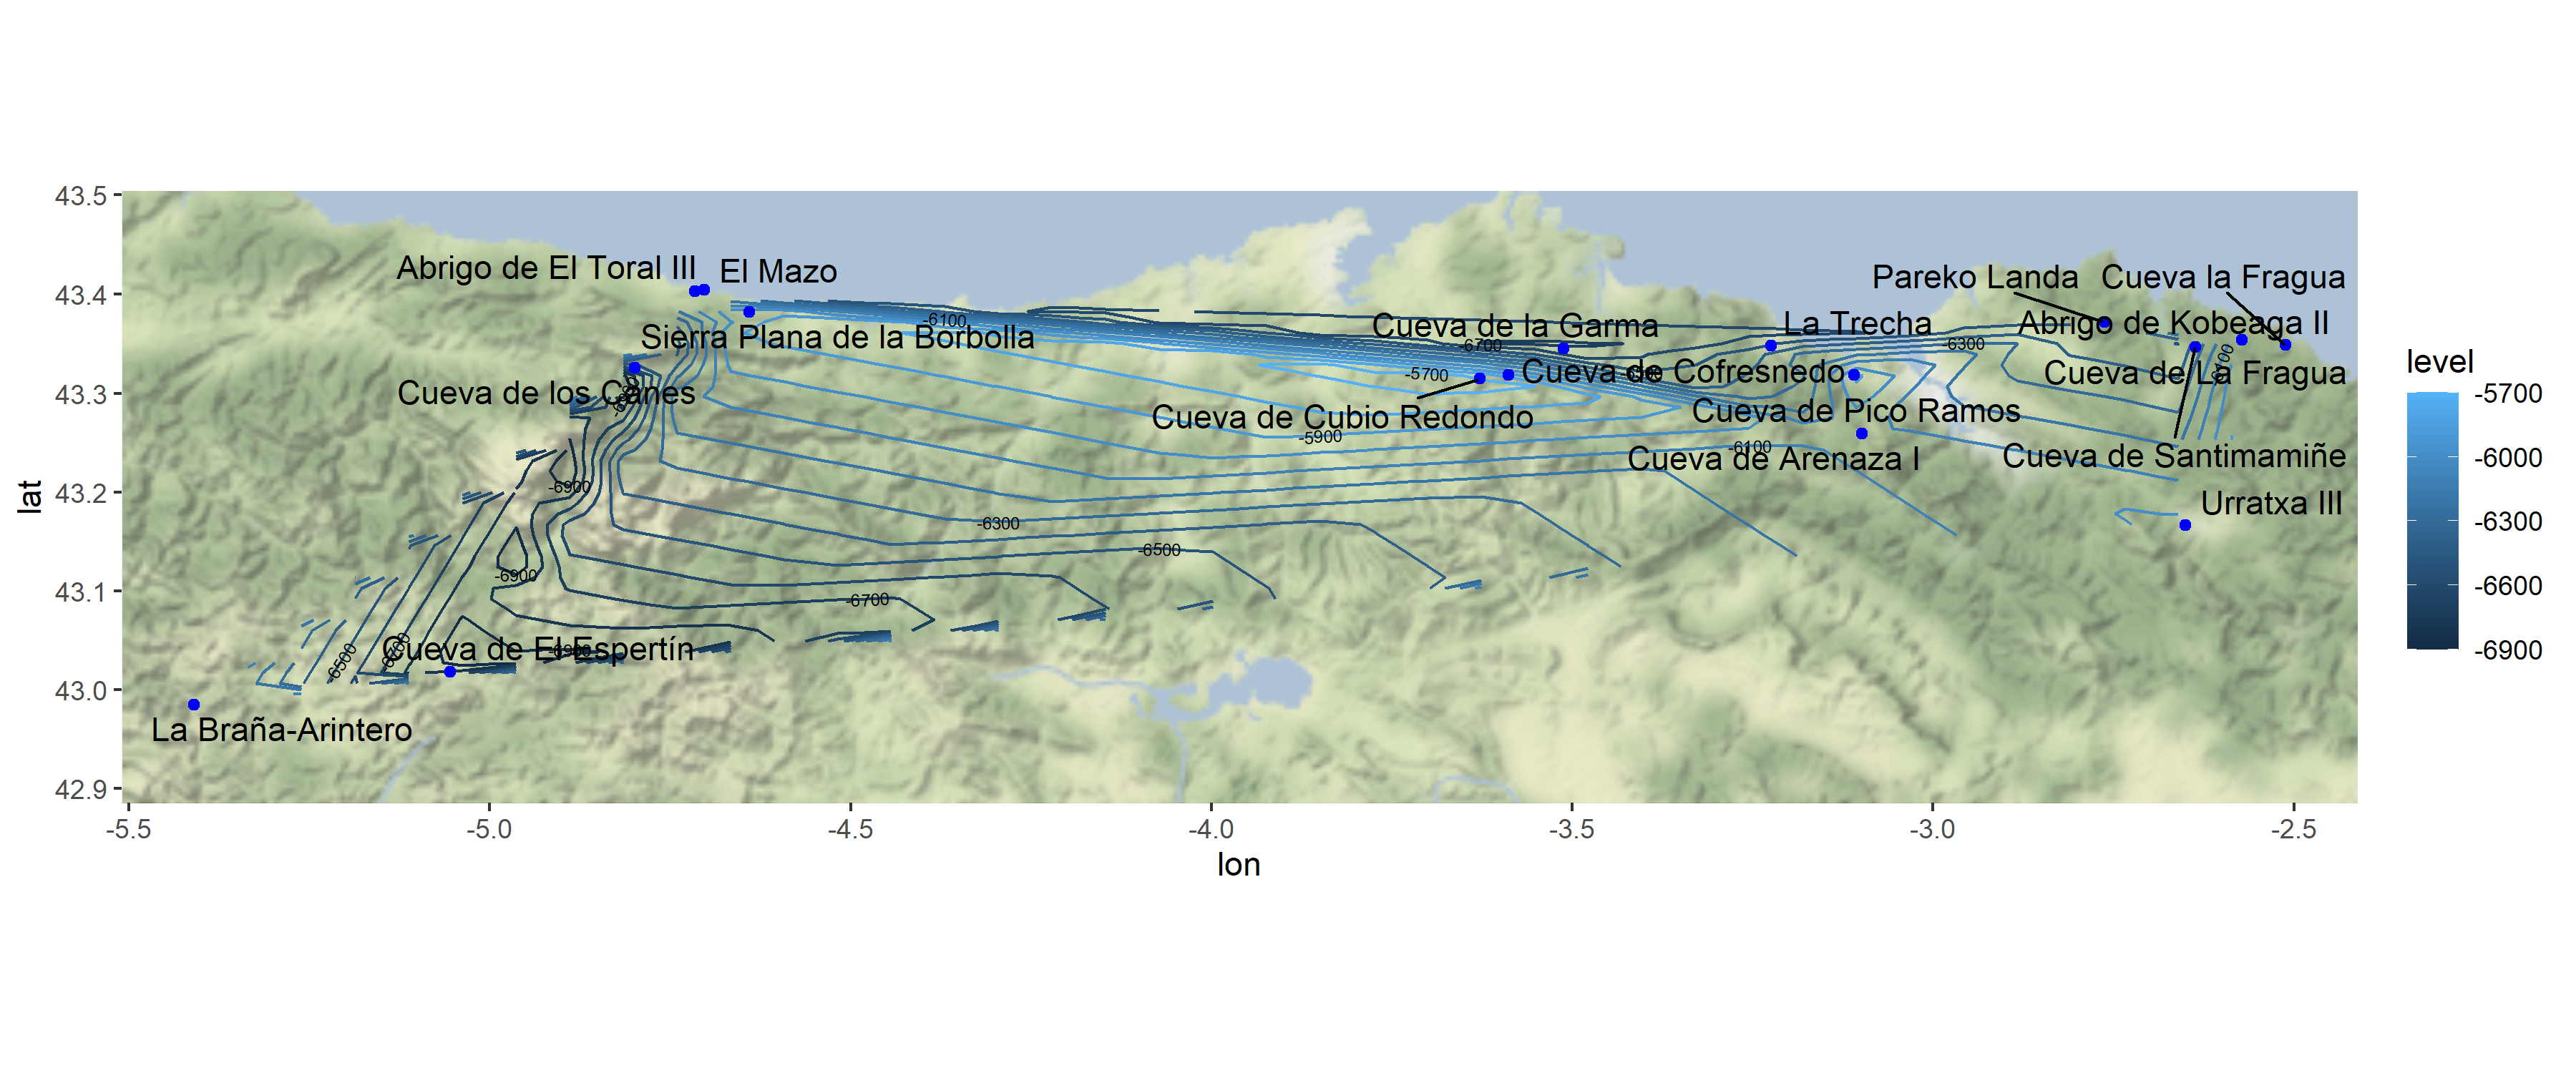 43.5
43.4
43.3
43.2
43.1
43.0
42.9
lat
Abrigo de El Toral III
El Mazo
Pareko Landa
Cueva la Fragua
-6100
Cueva de la Garma
La Trecha
Abrigo de Kobeaga II
Sierra Plana de la Borbolla
-6700
-6300
-5700
Cueva de Cofresnedo
Cueva de La Fragua
-6100
Cueva de los Canes
Cueva de Cubio Redondo
Cueva de Pico Ramos
-5900
-6100
Cueva de Arenaza I
Cueva de Santimamiñe
-6900
Urratxa III
-6300
-6500
-6900
-6700
Cueva de El Espertín
-6900
-6500
La Braña-Arintero
-5.5
-5.0
-4.5
-4.0
-3.5
-3.0
-2.5
lon
level
-5700
-6000
-6300
-6600
-6900